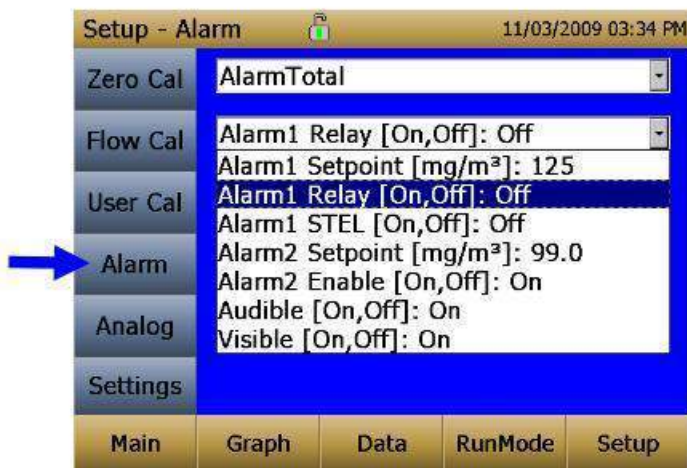 Setup - Alarm 11/03/2009 03:34 PM
Zero Cal
AlarmTotal
Flow Cal
Alarm1 Relay [On,Off]: Off
Alarm1 Setpoint [mg/m³]: 125
User Cal
Alarm1 Relay [On,Off]: Off
Alarm1 STEL [On,Off]: Off
Alarm
Alarm2 Setpoint [mg/m³]: 99.0
Alarm2 Enable [On,Off]: On
Analog
Audible [On,Off]: On
Visible [On,Off]: On
Settings
Main Graph Data RunMode Setup